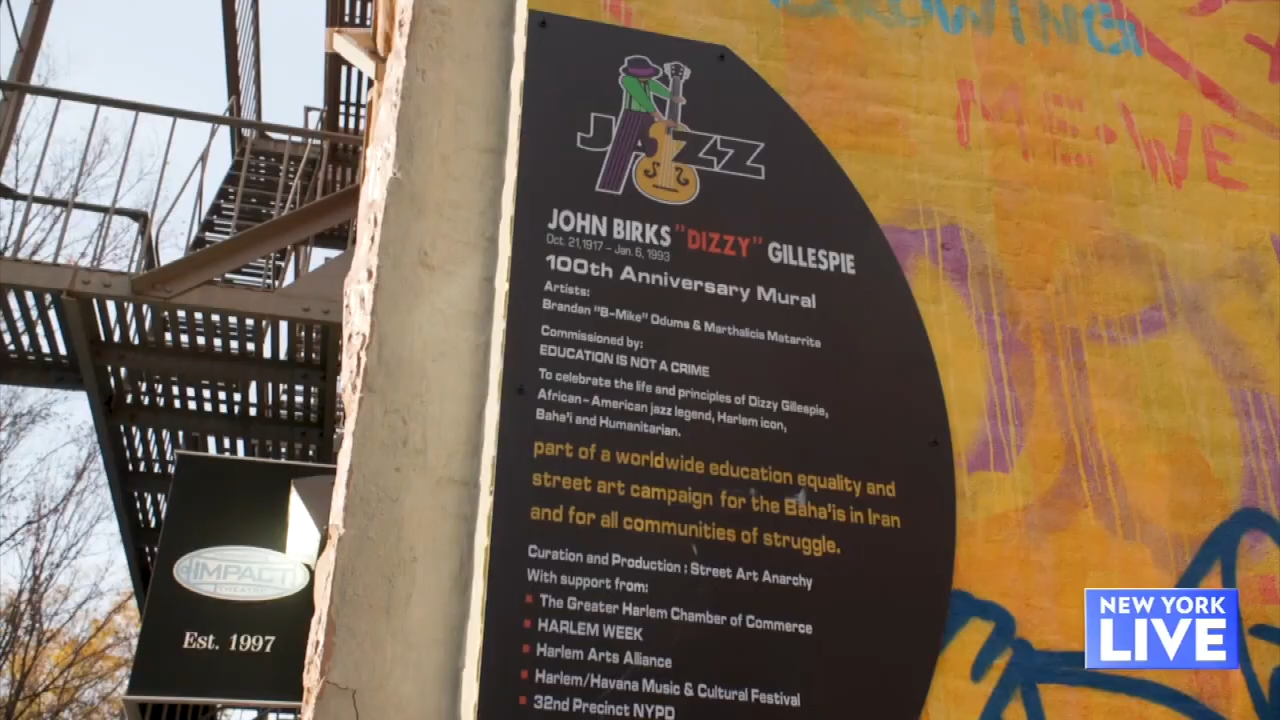 JAZZ
JOHN BIRKS "DIZZY" GILLESPIE
Oct. 21,1917 – Jan. 6, 1993
100th Anniversary Mural
Artists:
Brandan "B-Mike" Odums & Marthalicia Matarrita
Commissioned by:
EDUCATION IS NOT A CRIME
To celebrate the life and principles of Dizzy Gillespie,
African-American jazz legend, Harlem icon,
Baha'i and Humanitarian.
part of a worldwide education equality and
street art campaign for the Baha'is in Iran
and for all communities of struggle.
Curation and Production : Street Art Anarchy
With support from:
The Greater Harlem Chamber of Commerce
HARLEM WEEK
Harlem Arts Alliance
Harlem/Havana Music & Cultural Festival
32nd Precinct NYPD
IMPACT
THEATRE
Est. 1997
ME-WE
NEW YORK
LIVE